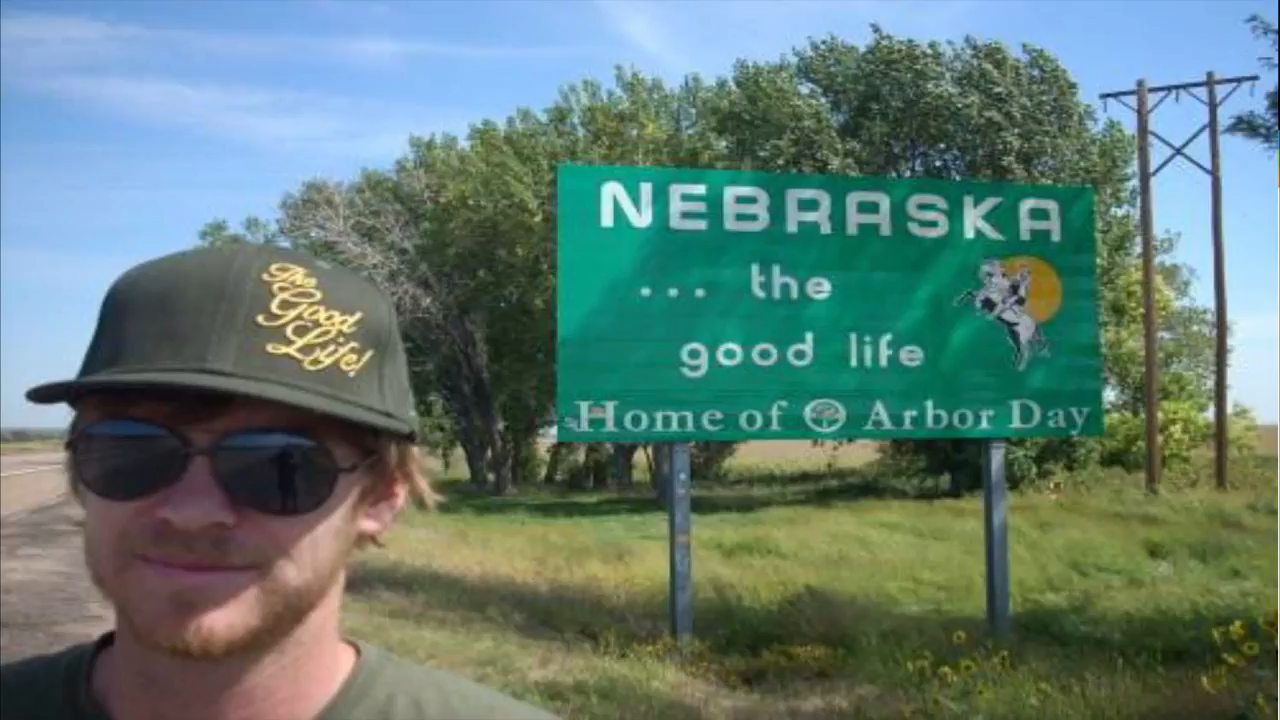 The
Good
Life!
NEBRASKA
... the
good life
Home of Arbor Day